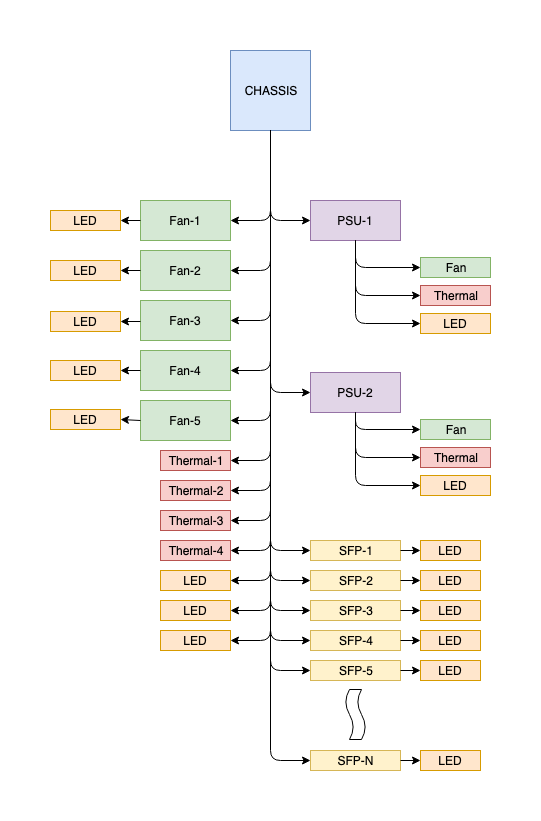 CHASSIS
LED
Fan-1
PSU-1
LED
Fan-2
Fan
Thermal
LED
Fan-3
LED
LED
Fan-4
PSU-2
LED
Fan-5
Fan
Thermal-1
Thermal
Thermal-2
LED
Thermal-3
Thermal-4
SFP-1
LED
LED
SFP-2
LED
LED
SFP-3
LED
LED
SFP-4
LED
SFP-5
LED
SFP-N
LED